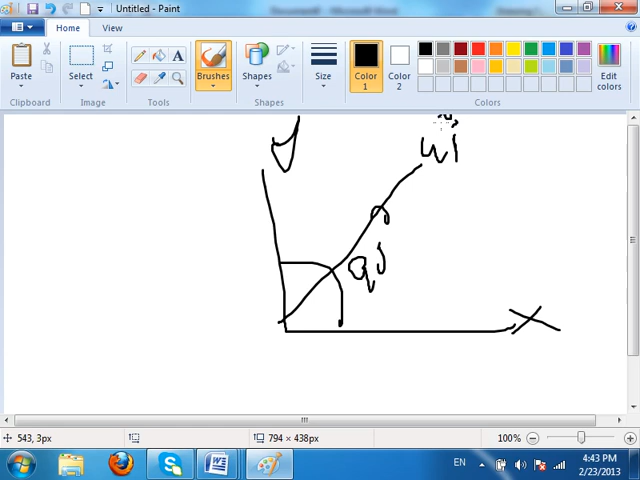 Untitled - Paint
Home
View
Paste
Select
Brushes
Shapes
Size
Color 1
Color 2
Edit colors
Clipboard
Image
Tools
Shapes
Colors
X
543, 3px
794 × 438px
100%
EN
4:43 PM
2/23/2013